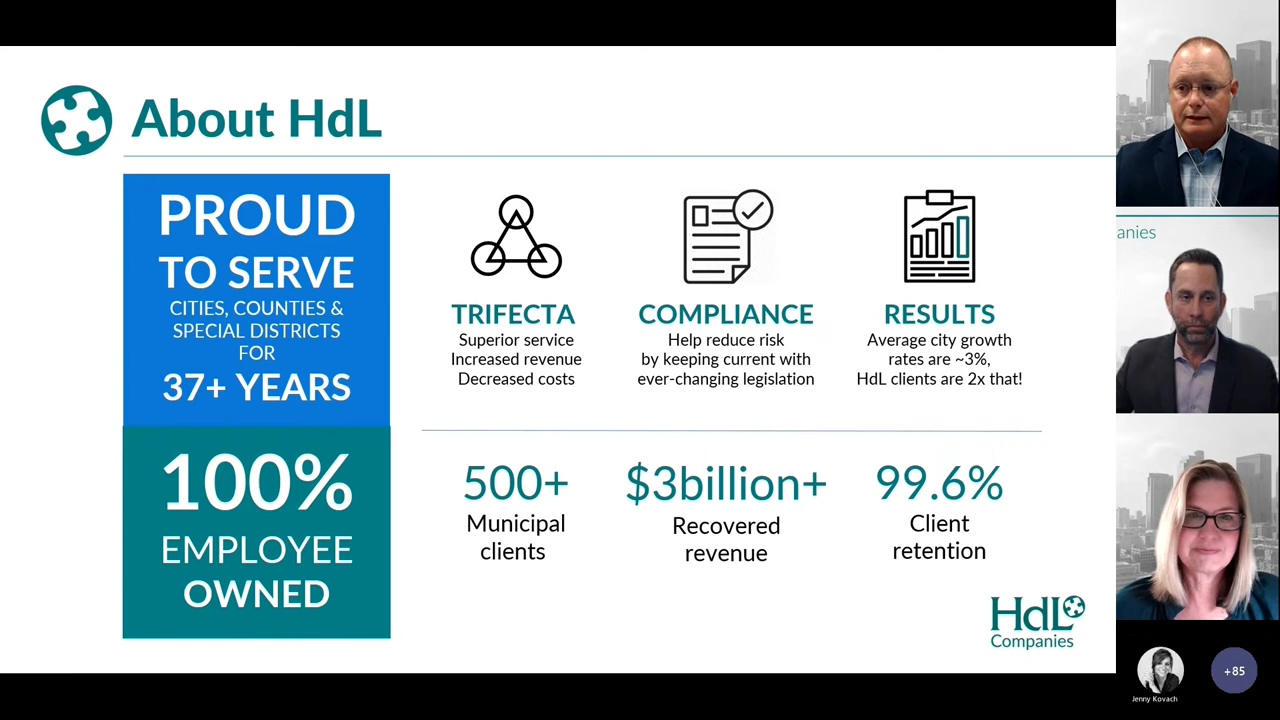 About HdL
PROUD
TO SERVE
CITIES, COUNTIES &
SPECIAL DISTRICTS
FOR
37+ YEARS
100%
EMPLOYEE
OWNED
TRIFECTA
Superior service
Increased revenue
Decreased costs
COMPLIANCE
Help reduce risk
by keeping current with
ever-changing legislation
RESULTS
Average city growth
rates are ~3%,
HdL clients are 2x that!
500+
Municipal
clients
$3billion+
Recovered
revenue
99.6%
Client
retention
HdL
Companies
anies
Jenny Kovach
+85